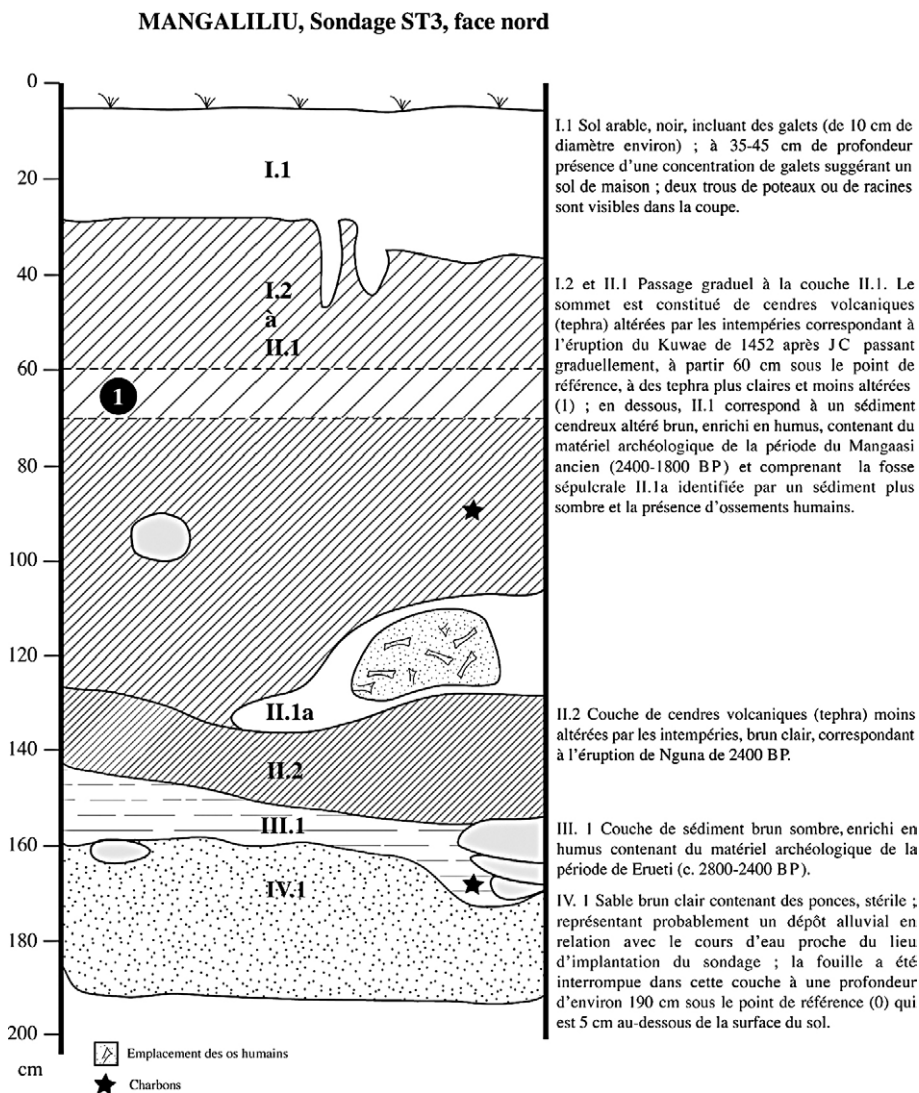 MANGALILIU, Sondage ST3, face nord
0
20
40
60
80
100
120
140
160
180
200
cm
I.1
I.2
à
II.1
1
II.1a
II.2
III.1
IV.1
I.1 Sol arable, noir, incluant des galets (de 10 cm de
diamètre environ) ; à 35-45 cm de profondeur
présence d'une concentration de galets suggérant un
sol de maison ; deux trous de poteaux ou de racines
sont visibles dans la coupe.
I.2 et II.1 Passage graduel à la couche II.1. Le
sommet est constitué de cendres volcaniques
(tephra) altérées par les intempéries correspondant à
l'éruption du Kuwae de 1452 après JC passant
graduellement, à partir 60 cm sous le point de
référence, à des tephra plus claires et moins altérées
(1) ; en dessous, II.1 correspond à un sédiment
cendreux altéré brun, enrichi en humus, contenant du
matériel archéologique de la période du Mangaasi
ancien (2400-1800 BP) et comprenant la fosse
sépulcrale II.1a identifiée par un sédiment plus
sombre et la présence d'ossements humains.
II.2 Couche de cendres volcaniques (tephra) moins
altérées par les intempéries, brun clair, correspondant
à l'éruption de Nguna de 2400 BP.
III. 1 Couche de sédiment brun sombre, enrichi en
humus contenant du matériel archéologique de la
période de Erueti (c. 2800-2400 BP).
IV. 1 Sable brun clair contenant des ponces, stérile ;
représentant probablement un dépôt alluvial en
relation avec le cours d'eau proche du lieu
d'implantation du sondage ; la fouille a été
interrompue dans cette couche à une profondeur
d'environ 190 cm sous le point de référence (0) qui
est 5 cm au-dessous de la surface du sol.
Emplacement des os humains
Charbons